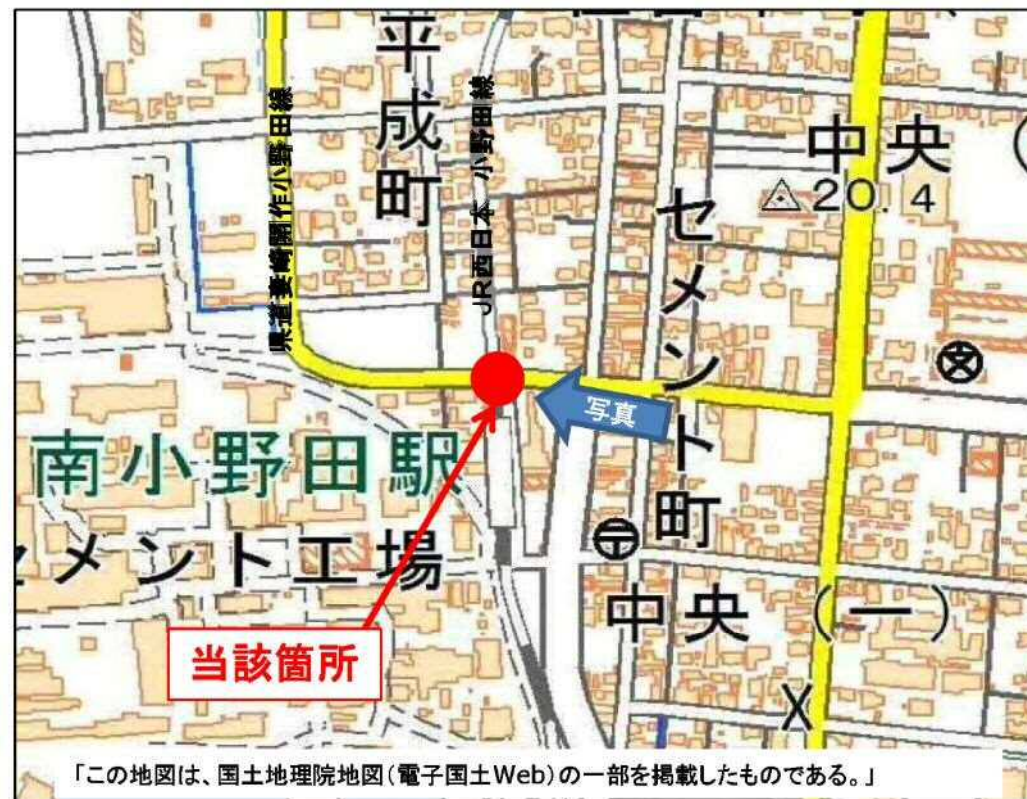 平成町
県道妻崎開作小野田線
JR西日本 小野田線
中央（
20.4
セメント町
写真
南小野田駅
セメント工場
当該箇所
中央（一）
「この地図は、国土地理院地図（電子国土Web）の一部を掲載したものである。」